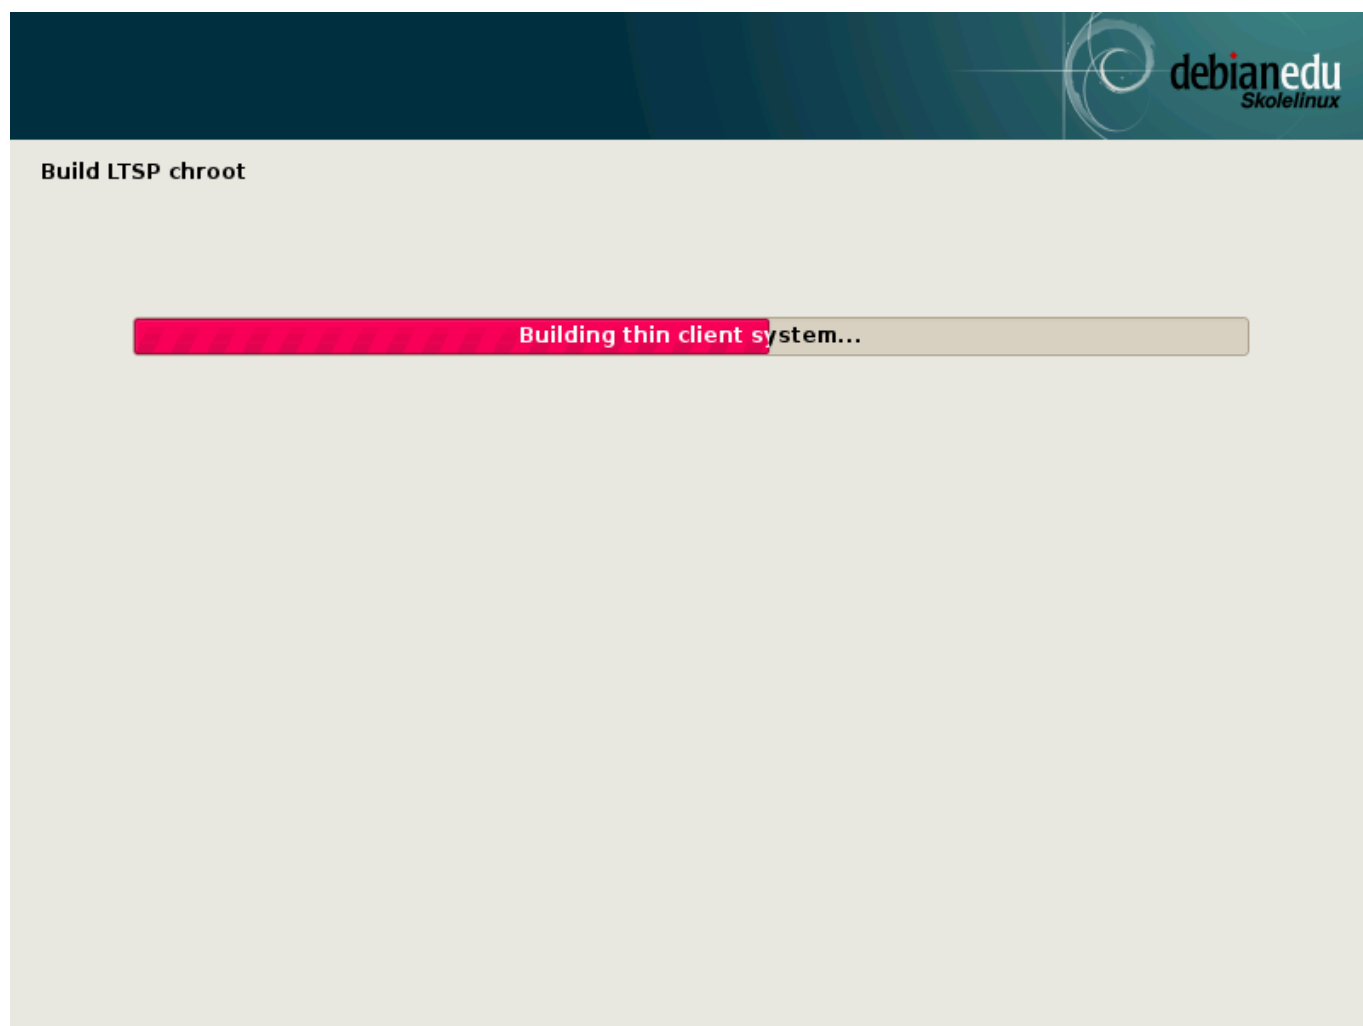 debianedu
Skolelinux
Build LTSP chroot
Building thin client system...